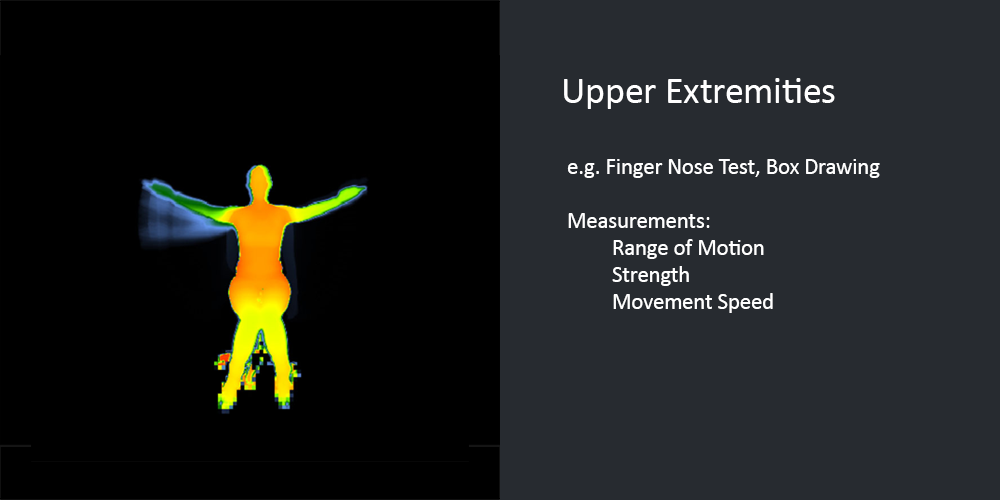 Upper Extremities
e.g. Finger Nose Test, Box Drawing
Measurements:
Range of Motion
Strength
Movement Speed